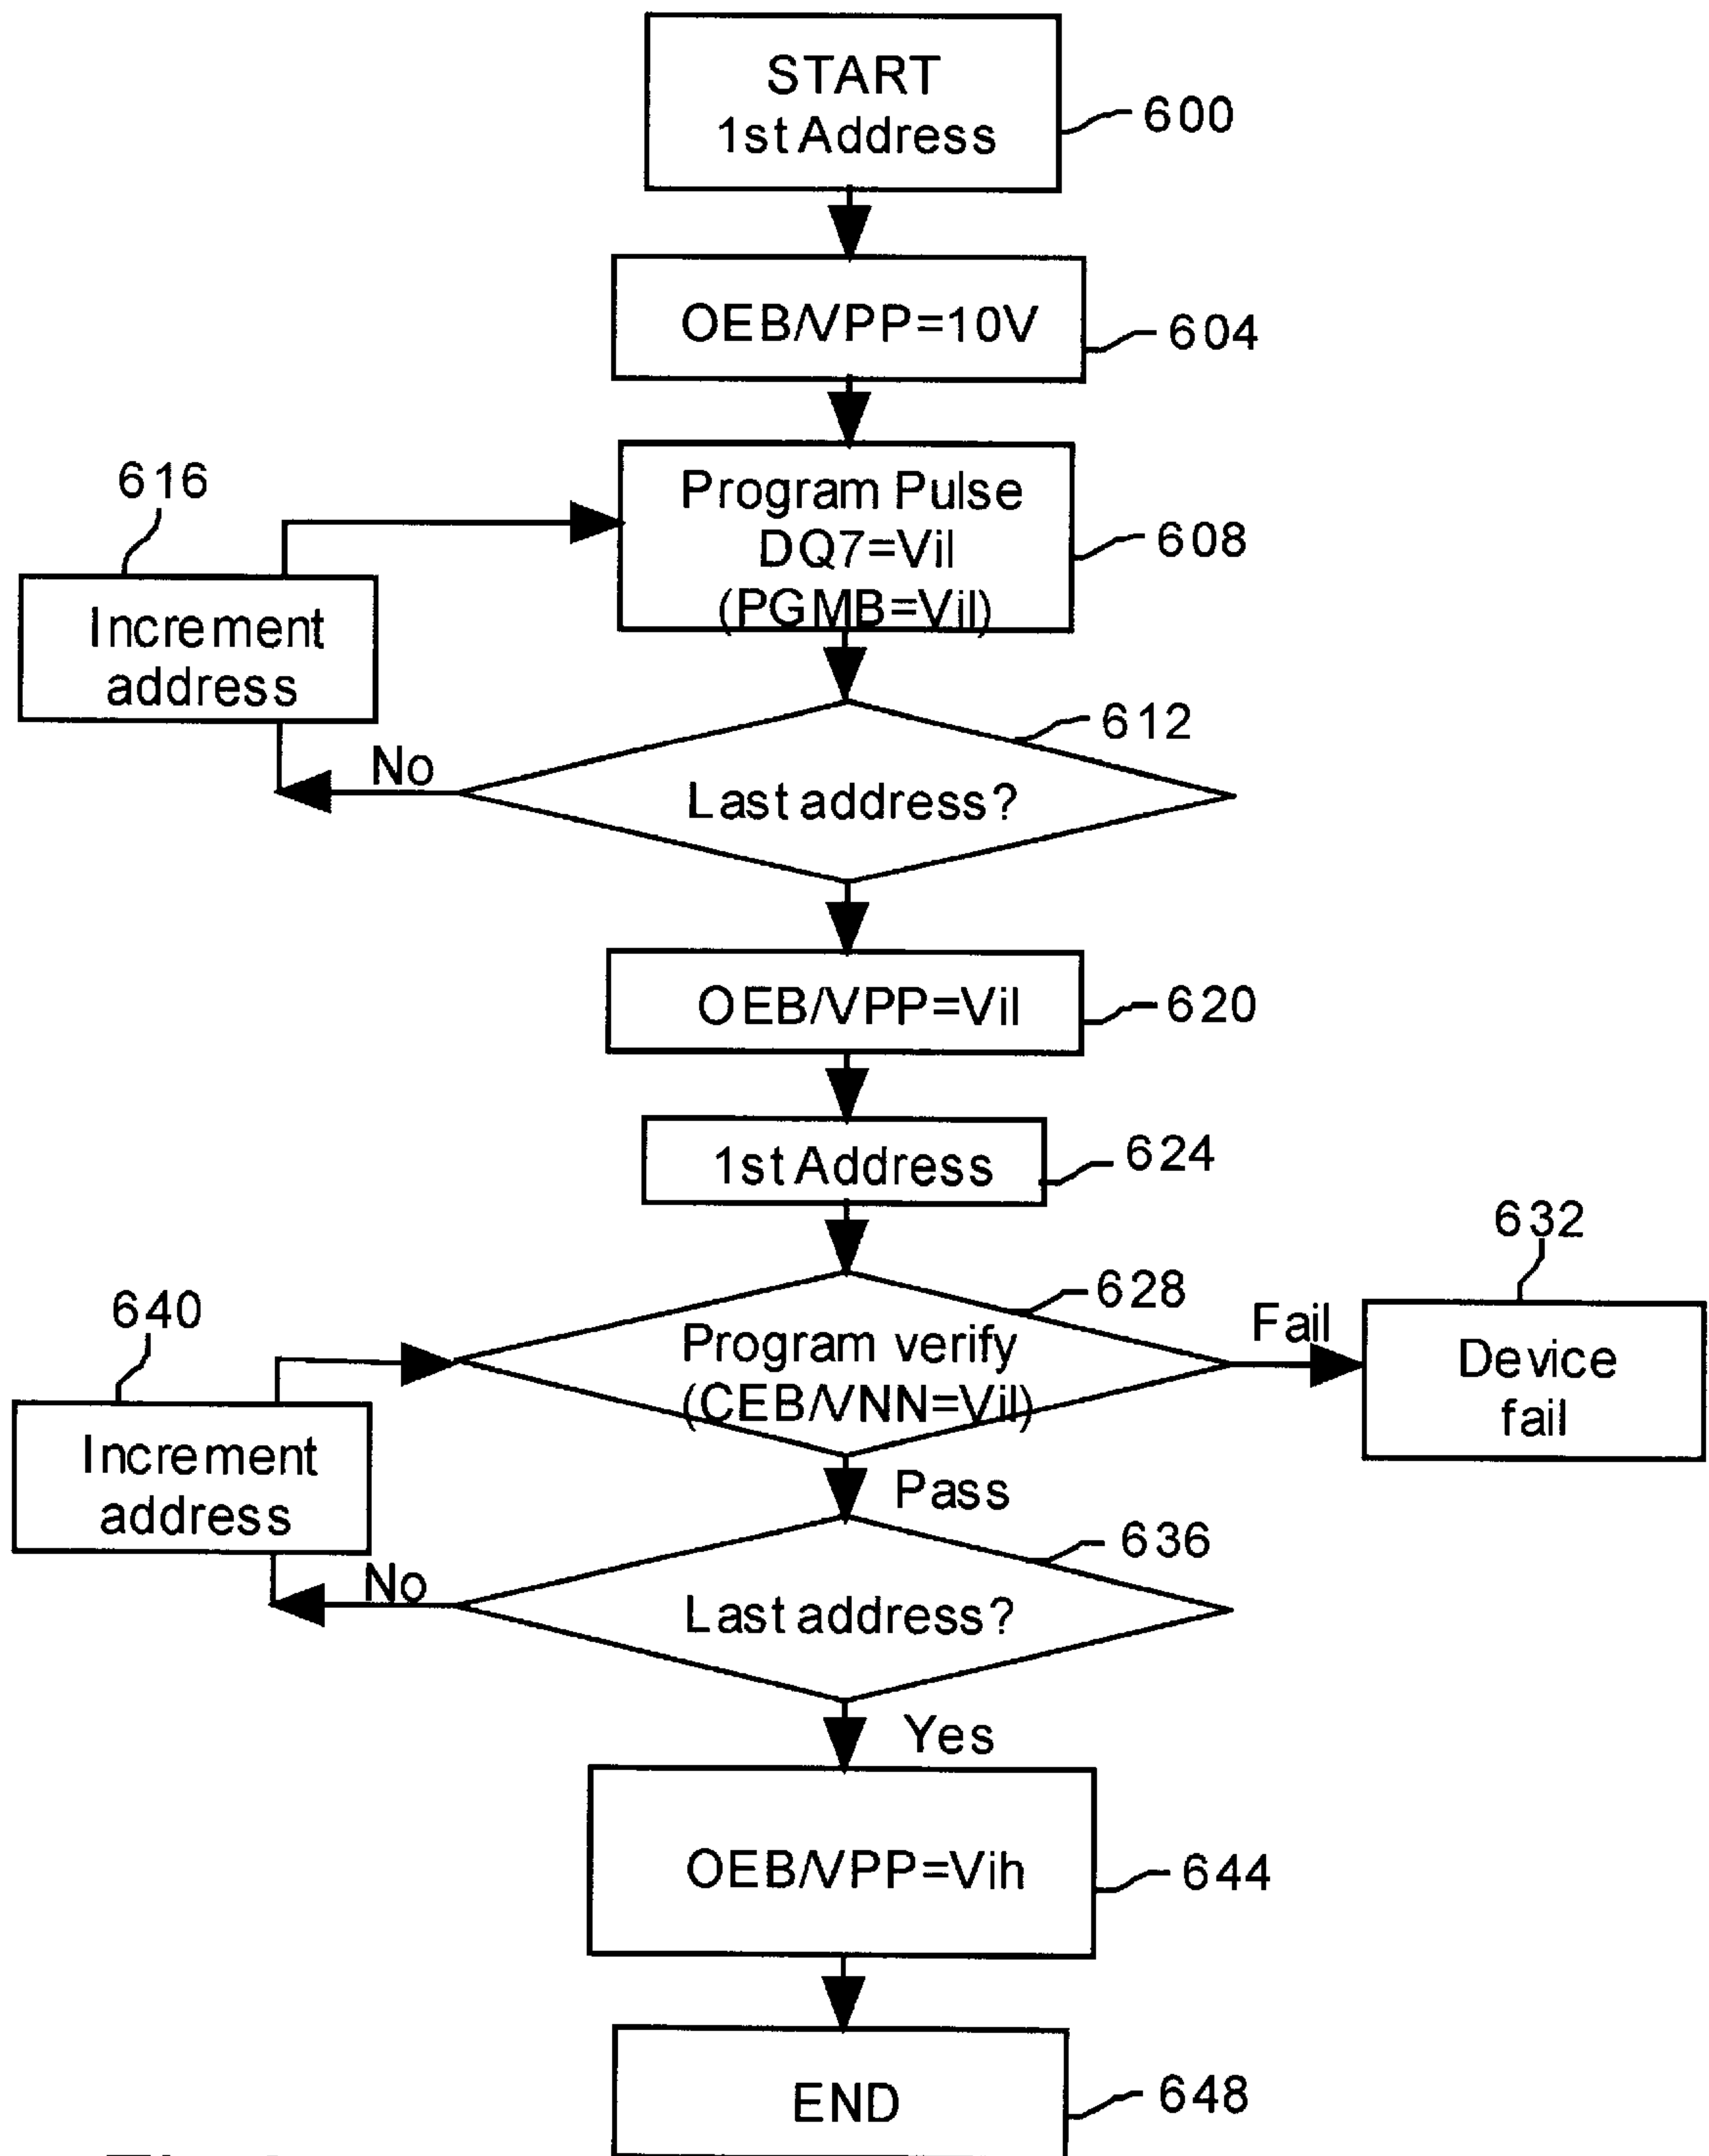 START
1st Address
600
OEB/VPP=10V
604
616
Program Pulse
DQ7=Vil
(PGMB=Vil)
608
Increment
address
612
No
Last address?
OEB/VPP=Vil
620
1st Address
624
632
628
640
Fail
Program verify
(CEB/VNN=Vil)
Device
fail
Increment
address
Pass
636
No
Last address?
Yes
OEB/VPP=Vih
644
END
648